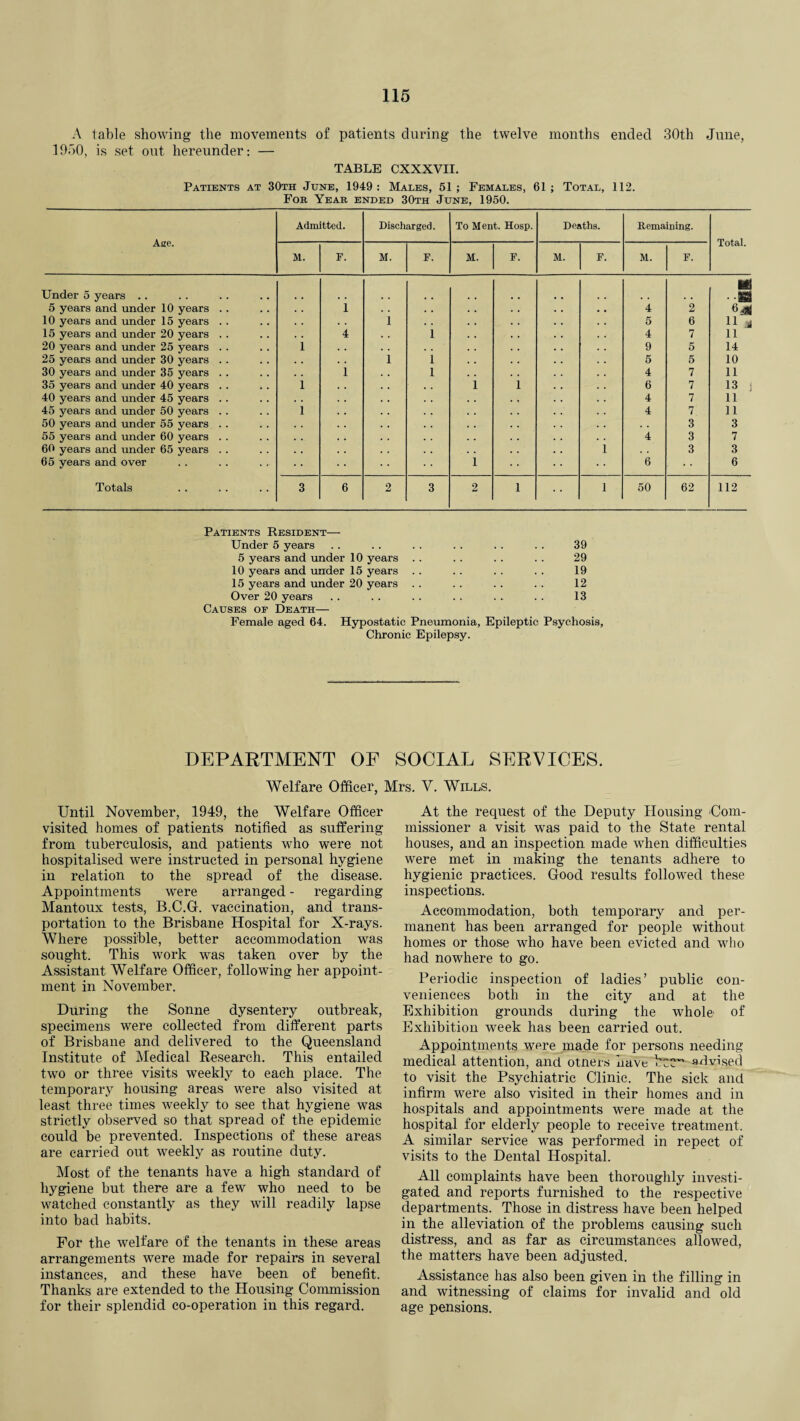 115
A table showing the movements of patients during the twelve months ended 30th June,
1950, is set out hereunder: —
TABLE CXXXVII.
Patients at 30th June, 1949 : Males, 51 ; Females, 61 ; Total, 112.
For Year ended 30th June, 1950.
Age. Admitted. Discharged. To Ment. Hosp. Deaths. Remaining. Total.
M. F. M. F. M. F. M. F. M. F.
Under 5 years .. .. .. .. .. .. .. .. .. .. .. .. .. ..
5 years and under 10 years .. .. .. 1 .. .. .. .. .. .. 4 2 6
10 years and under 15 years .. .. .. .. 1 .. .. .. .. .. 5 6 11
15 years and under 20 years .. .. .. 4 .. 1 .. .. .. .. 4 7 11
20 years and under 25 years .. .. 1 .. .. .. .. .. .. .. 9 5 14
25 years and under 30 years .. .. .. .. 1 1 .. .. .. .. 5 5 10
30 years and under 35 years .. .. .. 1 .. 1 .. .. .. .. 4 7 11
35 years and under 40 years .. .. 1 .. .. .. 1 1 .. .. 6 7 13
40 years and under 45 years .. .. .. .. .. .. .. .. .. .. 4 7 11
45 years and under 50 years .. .. 1 .. .. .. .. .. .. .. 4 7 11
50 years and under 55 years .. .. .. .. .. .. .. .. .. .. .. 3 3
55 years and under 60 years .. .. .. .. .. .. .. .. .. .. 4 3 7
60 years and under 65 years .. .. .. .. .. .. .. .. .. 1 .. 3 3
65 years and over .. .. .. .. .. .. .. 1 .. .. .. 6 .. 6
Totals .. .. .. 3 6 2 3 2 1 .. 1 50 62 112
Patients Resident—
Under 5 years .. .. .. .. .. .. 39
5 years and under 10 years .. .. .. .. .. 29
10 years and under 15 years .. .. .. .. .. 19
15 years and under 20 years .. .. .. .. .. 12
Over 20 years .. .. .. .. .. .. 13
Causes of Death—
Female aged 64. Hypostatic Pneumonia, Epileptic Psychosis,
Chronic Epilepsy.
DEPARTMENT OF SOCIAL SERVICES.
Welfare Officer, Mrs. V. Wills.
Until November, 1949, the Welfare Officer
visited homes of patients notified as suffering
from tuberculosis, and patients who were not
hospitalised were instructed in personal hygiene
in relation to the spread of the disease.
Appointments were arranged - regarding
Mantoux tests, B.C.G. vaccination, and trans-
portation to the Brisbane Hospital for X-rays.
Where possible, better accommodation was
sought. This work was taken over by the
Assistant Welfare Officer, following her appoint-
ment in November.
During the Sonne dysentery outbreak,
specimens were collected from different parts
of Brisbane and delivered to the Queensland
Institute of Medical Research. This entailed
two or three visits weekly to each place. The
temporary housing areas were also visited at
least three times weekly to see that hygiene was
strictly observed so that spread of the epidemic
could be prevented. Inspections of these areas
are carried out weekly as routine duty.
Most of the tenants have a high standard of
hygiene but there are a few who need to be
watched constantly as they will readily lapse
into bad habits.
For the welfare of the tenants in these areas
arrangements were made for repairs in several
instances, and these have been of benefit.
Thanks are extended to the Housing Commission
for their splendid co-operation in this regard.
At the request of the Deputy Housing Com-
missioner a visit was paid to the State rental
houses, and an inspection made when difficulties
were met in making the tenants adhere to
hygienic practices. Good results followed these
inspections.
Accommodation, both temporary and per-
manent has been arranged for people without
homes or those who have been evicted and who
had nowhere to go.
Periodic inspection of ladies' public con-
veniences both in the city and at the
Exhibition grounds during the whole of
Exhibition week has been carried out.
Appointments were made for persons needing
medical attention, and others have been advised
to visit the Psychiatric Clinic. The sick and
infirm were also visited in their homes and in
hospitals and appointments were made at the
hospital for elderly people to receive treatment.
A similar service was performed in repect of
visits to the Dental Hospital.
All complaints have been thoroughly investi-
gated and reports furnished to the respective
departments. Those in distress have been helped
in the alleviation of the problems causing such
distress, and as far as circumstances allowed,
the matters have been adjusted.
Assistance has also been given in the filling in
and witnessing of claims for invalid and old
age pensions.